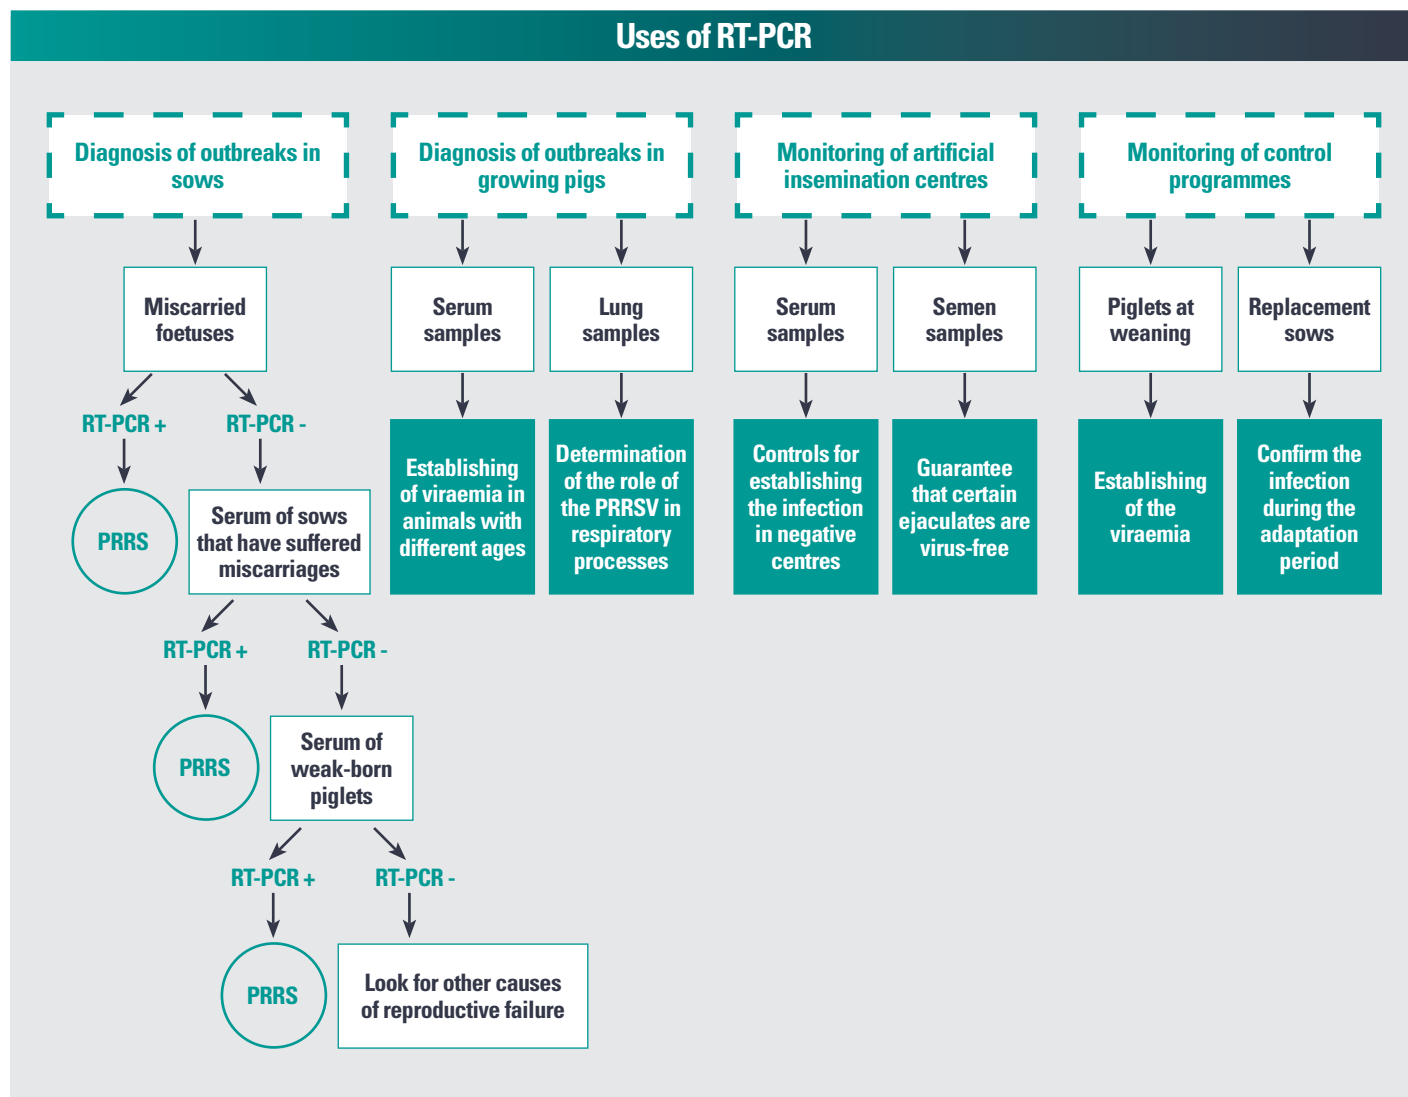 Uses of RT-PCR
Diagnosis of outbreaks in
sows
Miscarried
foetuses
RT-PCR +
RT-PCR -
PRRS
Serum of sows
that have suffered
miscarriages
RT-PCR +
RT-PCR -
PRRS
Serum of
weak-born
piglets
RT-PCR +
RT-PCR -
PRRS
Look for other causes
of reproductive failure
Diagnosis of outbreaks in
growing pigs
Serum
samples
Establishing
of viraemia in
animals with
different ages
Lung
samples
Determination
of the role of
the PRRSV in
respiratory
processes
Monitoring of artificial
insemination centres
Serum
samples
Controls for
establishing
the infection
in negative
centres
Semen
samples
Guarantee
that certain
ejaculates are
virus-free
Monitoring of control
programmes
Piglets at
weaning
Establishing
of the
viraemia
Replacement
sows
Confirm the
infection
during the
adaptation
period